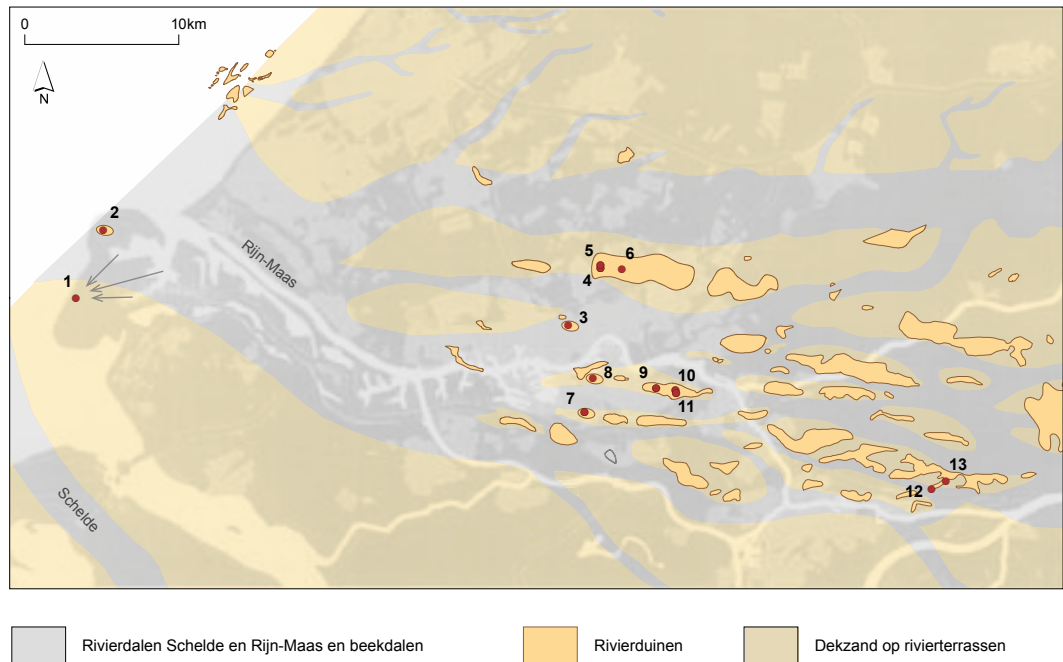 0 10km
N
2
1
Rijn-Maas
5
6
4
3
8
9
10
11
7
13
12
Schelde
Rivierdalen Schelde en Rijn-Maas en beekdalen
Rivierduinen
Dekzand op rivierterrassen